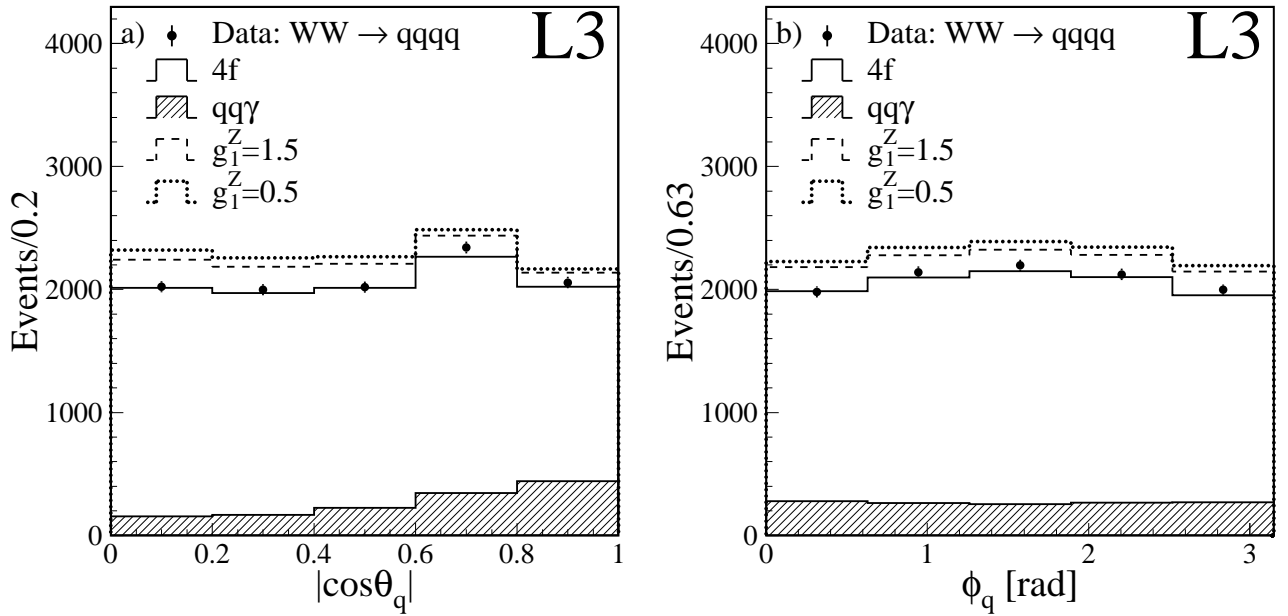 a) Data: WW → qqqq L3
4f
qqγ
g₁ᶻ=1.5
g₁ᶻ=0.5
Events/0.2
4000
3000
2000
1000
0
0 0.2 0.4 0.6 0.8 1
|cosθ_q|
b) Data: WW → qqqq L3
4f
qqγ
g₁ᶻ=1.5
g₁ᶻ=0.5
Events/0.63
4000
3000
2000
1000
0
0 1 2 3
ϕ_q [rad]